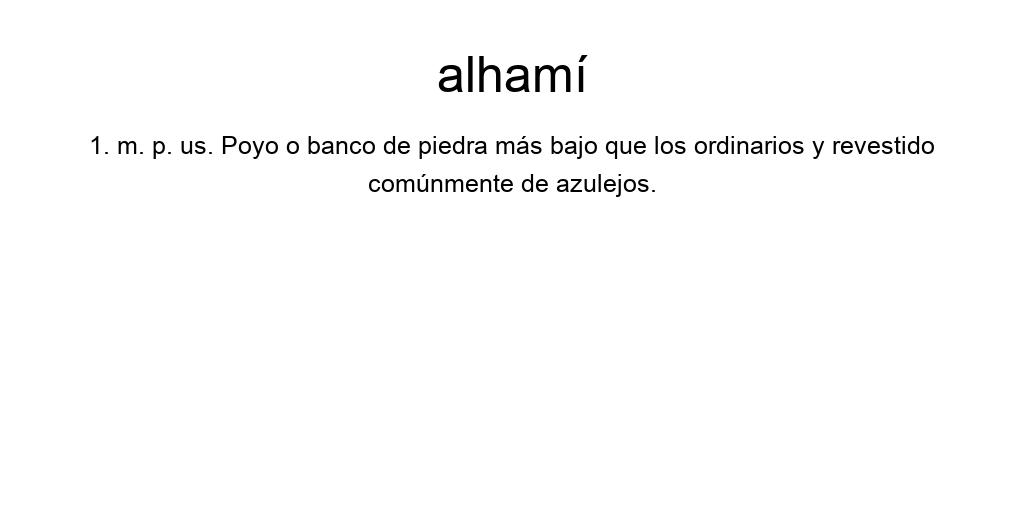 alhamí
1. m. p. us. Poyo o banco de piedra más bajo que los ordinarios y revestido
comúnmente de azulejos.